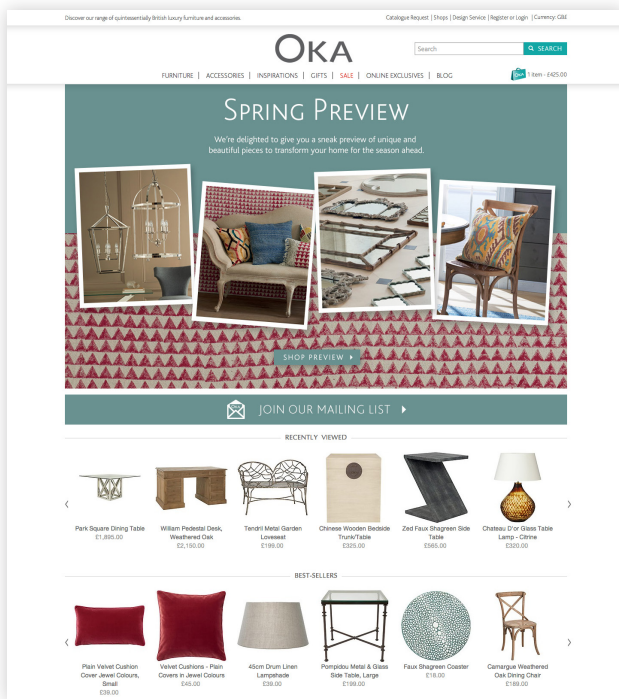 Discover our range of quintessentially British luxury furniture and accessories.
Catalogue Request | Shops | Design Service | Register or Login | Currency: GB£
OKA
Search
SEARCH
FURNITURE | ACCESSORIES | INSPIRATIONS | GIFTS | SALE | ONLINE EXCLUSIVES | BLOG
1 item - £425.00
SPRING PREVIEW
We're delighted to give you a sneak preview of unique and
beautiful pieces to transform your home for the season ahead.
SHOP PREVIEW
JOIN OUR MAILING LIST
RECENTLY VIEWED
Park Square Dining Table
£1,895.00
William Pedestal Desk,
Weathered Oak
£2,150.00
Tendril Metal Garden
Loveseat
£199.00
Chinese Wooden Bedside
Trunk/Table
£325.00
Zed Faux Shagreen Side
Table
£565.00
Chateau D'or Glass Table
Lamp - Citrine
£320.00
BEST-SELLERS
Plain Velvet Cushion
Cover Jewel Colours,
Small
£39.00
Velvet Cushions - Plain
Covers in Jewel Colours
£45.00
45cm Drum Linen
Lampshade
£39.00
Pompidou Metal & Glass
Side Table, Large
£199.00
Faux Shagreen Coaster
£18.00
Camargue Weathered
Oak Dining Chair
£189.00